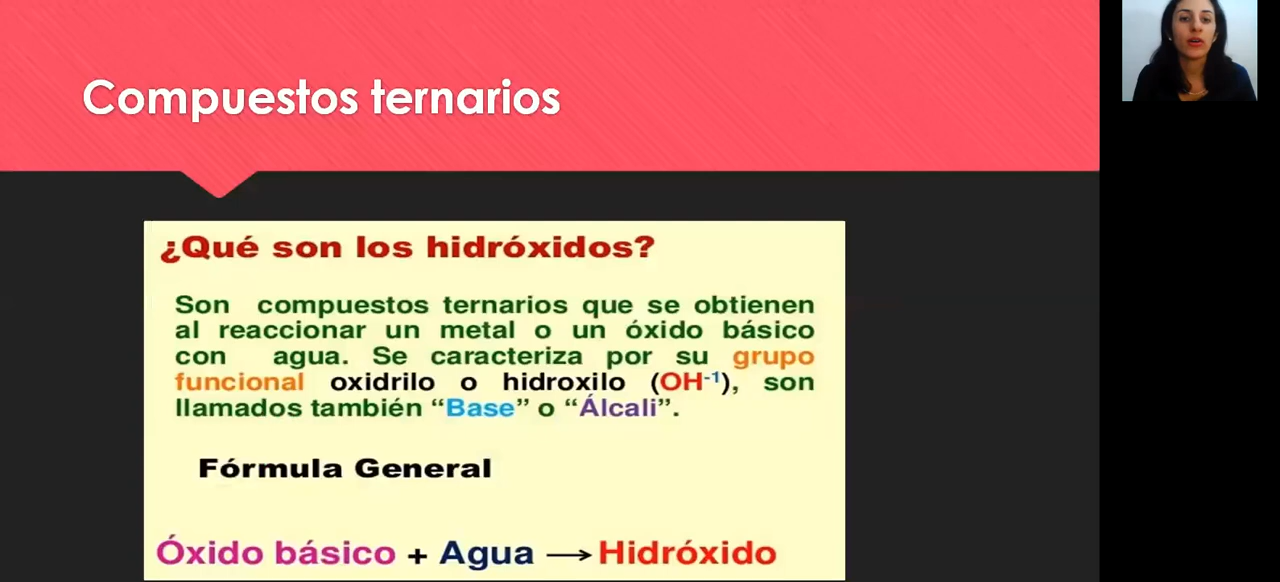 Compuestos ternarios
¿Qué son los hidróxidos?
Son compuestos ternarios que se obtienen
al reaccionar un metal o un óxido básico
con agua. Se caracteriza por su grupo
funcional oxidrilo o hidroxilo (OH⁻¹), son
llamados también “Base” o “Álcali”.
Fórmula General
Óxido básico + Agua → Hidróxido